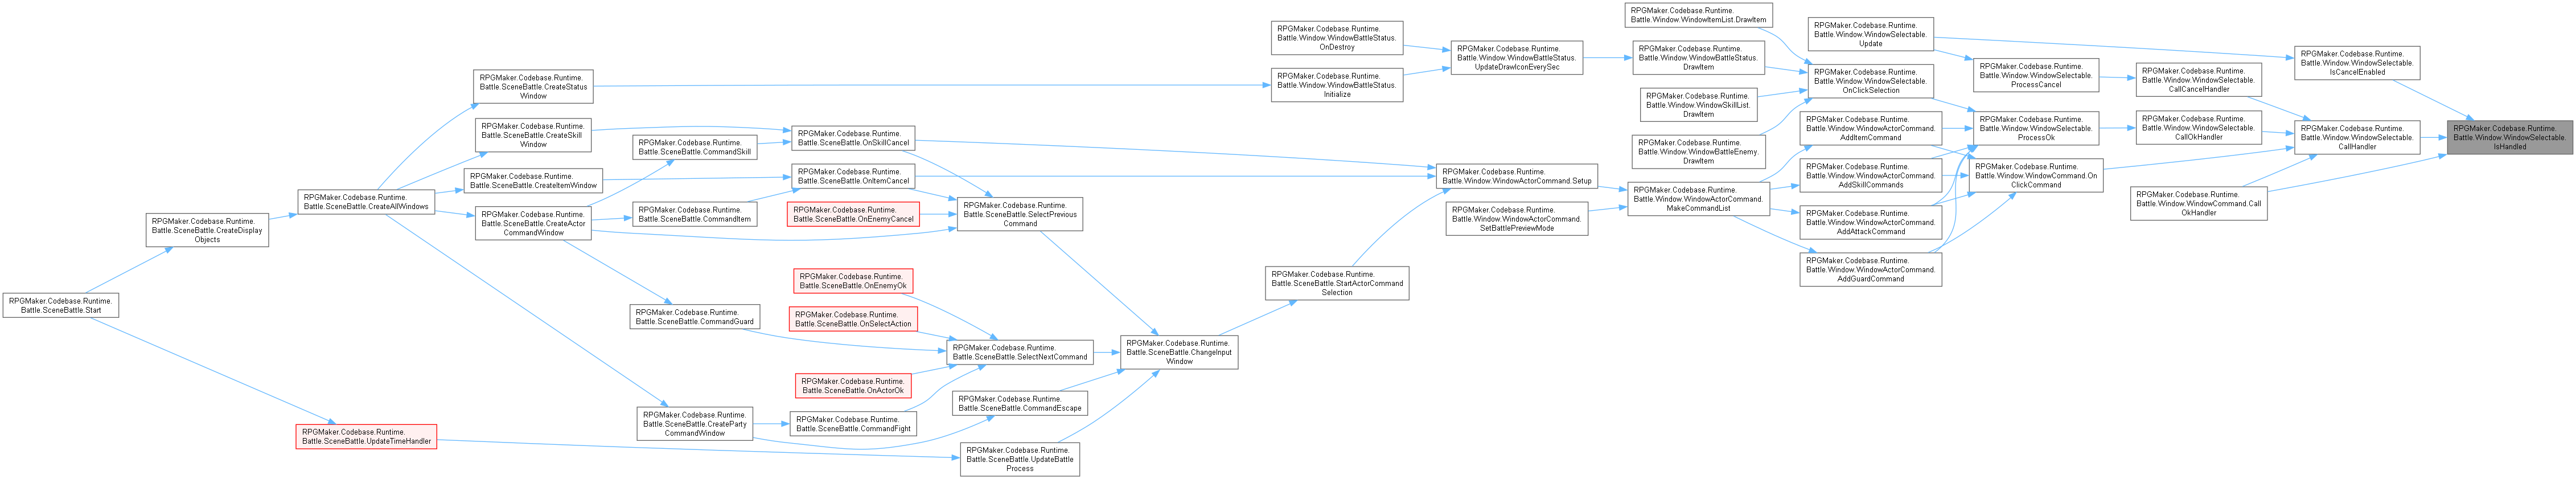 RPGMaker.Codebase.Runtime.
Battle.SceneBattle.Start
RPGMaker.Codebase.Runtime.
Battle.SceneBattle.CreateDisplay
Objects
RPGMaker.Codebase.Runtime.
Battle.SceneBattle.CreateAllWindows
RPGMaker.Codebase.Runtime.
Battle.SceneBattle.UpdateTimeHandler
RPGMaker.Codebase.Runtime.
Battle.SceneBattle.CreateStatus
Window
RPGMaker.Codebase.Runtime.
Battle.SceneBattle.CreateSkill
Window
RPGMaker.Codebase.Runtime.
Battle.SceneBattle.CreateItemWindow
RPGMaker.Codebase.Runtime.
Battle.SceneBattle.CreateActor
CommandWindow
RPGMaker.Codebase.Runtime.
Battle.SceneBattle.CommandSkill
RPGMaker.Codebase.Runtime.
Battle.SceneBattle.CommandItem
RPGMaker.Codebase.Runtime.
Battle.SceneBattle.CommandGuard
RPGMaker.Codebase.Runtime.
Battle.SceneBattle.CreateParty
CommandWindow
RPGMaker.Codebase.Runtime.
Battle.SceneBattle.OnSkillCancel
RPGMaker.Codebase.Runtime.
Battle.SceneBattle.OnItemCancel
RPGMaker.Codebase.Runtime.
Battle.SceneBattle.OnEnemyCancel
RPGMaker.Codebase.Runtime.
Battle.SceneBattle.OnEnemyOk
RPGMaker.Codebase.Runtime.
Battle.SceneBattle.OnSelectAction
RPGMaker.Codebase.Runtime.
Battle.SceneBattle.OnActorOk
RPGMaker.Codebase.Runtime.
Battle.SceneBattle.CommandFight
RPGMaker.Codebase.Runtime.
Battle.SceneBattle.SelectPrevious
Command
RPGMaker.Codebase.Runtime.
Battle.SceneBattle.SelectNextCommand
RPGMaker.Codebase.Runtime.
Battle.SceneBattle.CommandEscape
RPGMaker.Codebase.Runtime.
Battle.SceneBattle.UpdateBattle
Process
RPGMaker.Codebase.Runtime.
Battle.SceneBattle.ChangeInput
Window
RPGMaker.Codebase.Runtime.
Battle.Window.WindowBattleStatus.
OnDestroy
RPGMaker.Codebase.Runtime.
Battle.Window.WindowBattleStatus.
Initialize
RPGMaker.Codebase.Runtime.
Battle.SceneBattle.StartActorCommand
Selection
RPGMaker.Codebase.Runtime.
Battle.Window.WindowBattleStatus.
UpdateDrawIconEverySec
RPGMaker.Codebase.Runtime.
Battle.Window.WindowActorCommand.Setup
RPGMaker.Codebase.Runtime.
Battle.Window.WindowActorCommand.
SetBattlePreviewMode
RPGMaker.Codebase.Runtime.
Battle.Window.WindowItemList.DrawItem
RPGMaker.Codebase.Runtime.
Battle.Window.WindowBattleStatus.
DrawItem
RPGMaker.Codebase.Runtime.
Battle.Window.WindowSkillList.
DrawItem
RPGMaker.Codebase.Runtime.
Battle.Window.WindowBattleEnemy.
DrawItem
RPGMaker.Codebase.Runtime.
Battle.Window.WindowActorCommand.
MakeCommandList
RPGMaker.Codebase.Runtime.
Battle.Window.WindowSelectable.
Update
RPGMaker.Codebase.Runtime.
Battle.Window.WindowSelectable.
OnClickSelection
RPGMaker.Codebase.Runtime.
Battle.Window.WindowActorCommand.
AddItemCommand
RPGMaker.Codebase.Runtime.
Battle.Window.WindowActorCommand.
AddSkillCommands
RPGMaker.Codebase.Runtime.
Battle.Window.WindowActorCommand.
AddAttackCommand
RPGMaker.Codebase.Runtime.
Battle.Window.WindowActorCommand.
AddGuardCommand
RPGMaker.Codebase.Runtime.
Battle.Window.WindowSelectable.
ProcessCancel
RPGMaker.Codebase.Runtime.
Battle.Window.WindowSelectable.
ProcessOk
RPGMaker.Codebase.Runtime.
Battle.Window.WindowCommand.On
ClickCommand
RPGMaker.Codebase.Runtime.
Battle.Window.WindowSelectable.
CallCancelHandler
RPGMaker.Codebase.Runtime.
Battle.Window.WindowSelectable.
CallOkHandler
RPGMaker.Codebase.Runtime.
Battle.Window.WindowCommand.Call
OkHandler
RPGMaker.Codebase.Runtime.
Battle.Window.WindowSelectable.
IsCancelEnabled
RPGMaker.Codebase.Runtime.
Battle.Window.WindowSelectable.
CallHandler
RPGMaker.Codebase.Runtime.
Battle.Window.WindowSelectable.
IsHandled